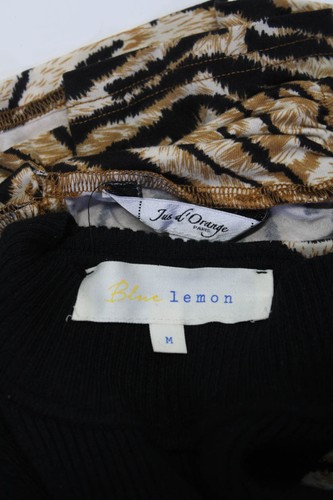 Jus d'Orange
PARIS
Blue lemon
M